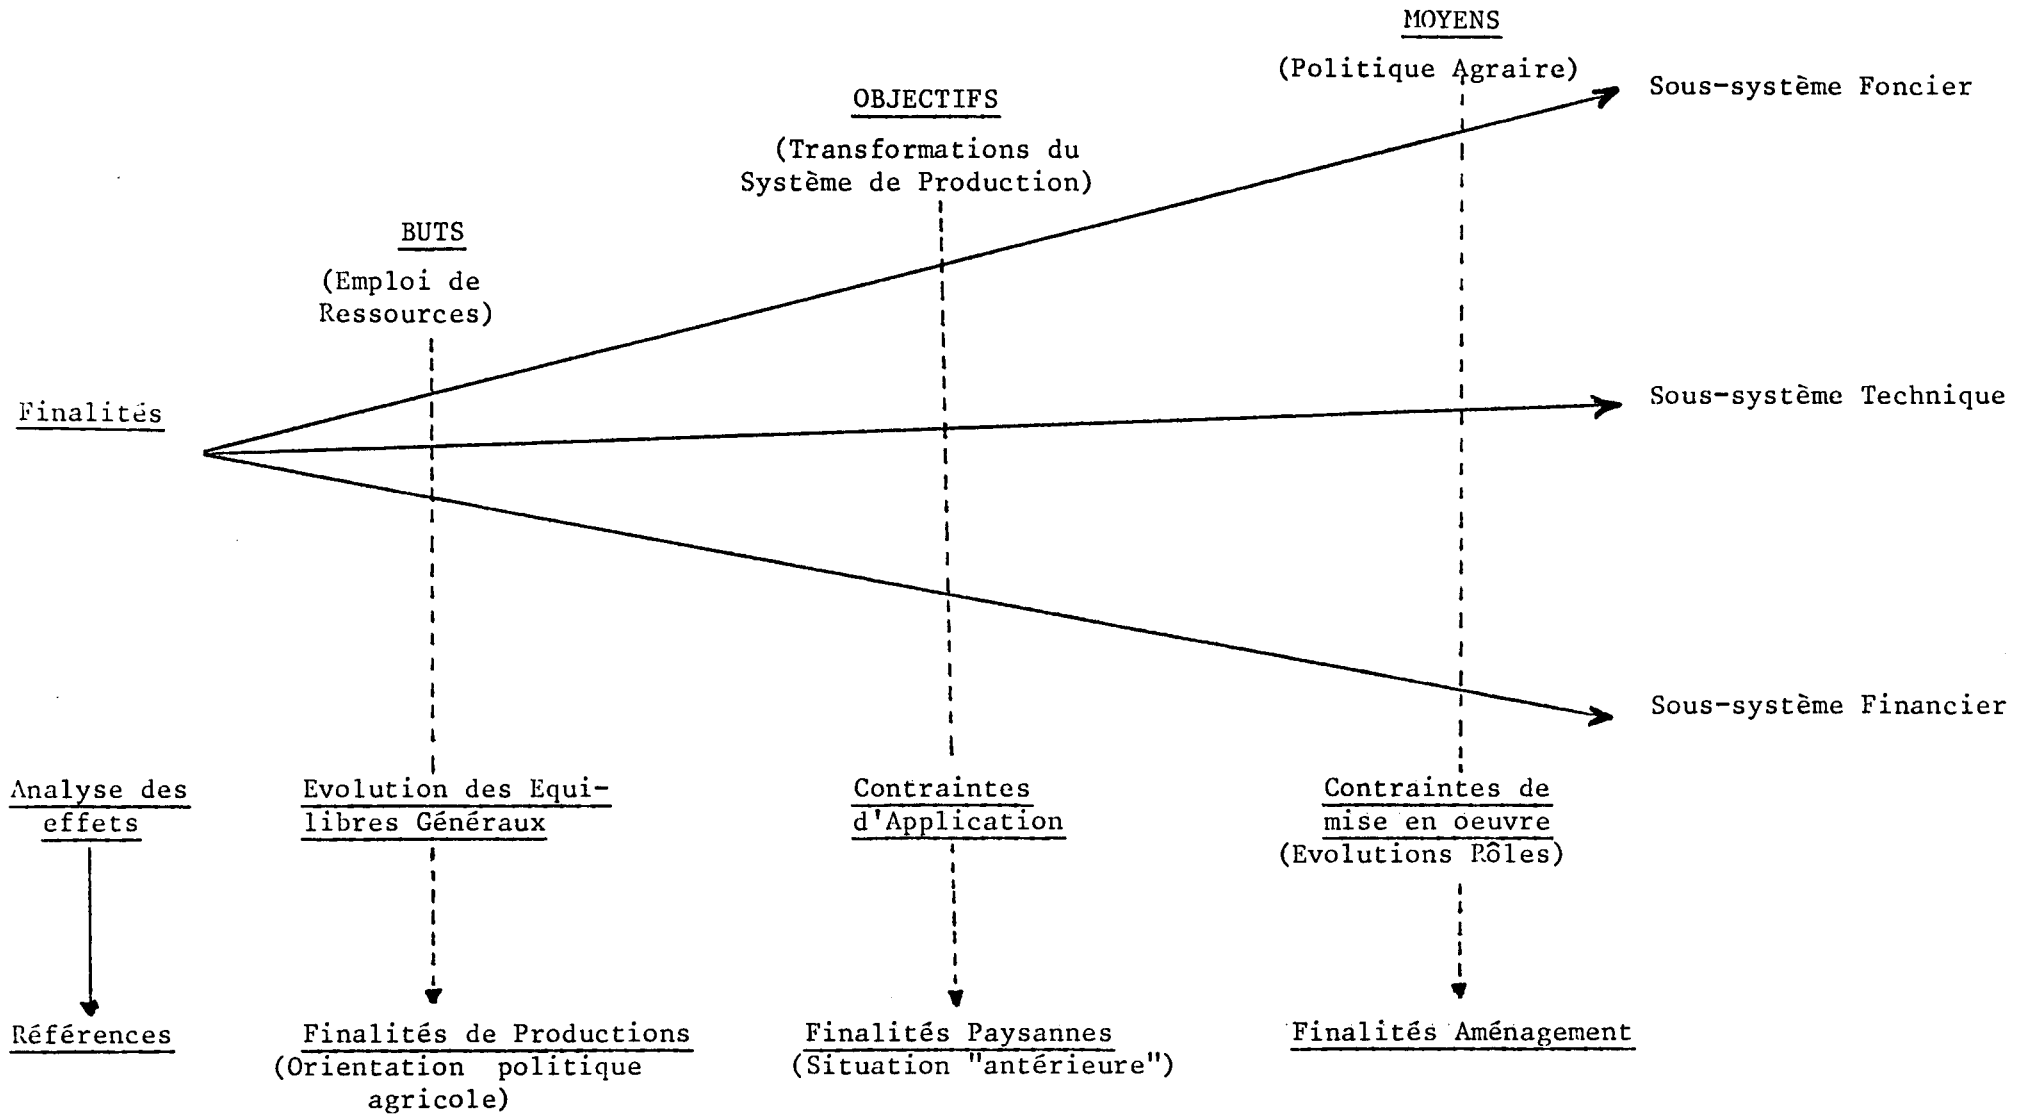 MOYENS
(Politique Agraire)
Sous-système Foncier
OBJECTIFS
(Transformations du
Système de Production)
BUTS
(Emploi de
Ressources)
Finalités
Sous-système Technique
Sous-système Financier
Analyse des
effets
Evolution des Equi-
libres Généraux
Contraintes
d'Application
Contraintes de
mise en oeuvre
(Evolutions Rôles)
Références
Finalités de Productions
(Orientation politique
agricole)
Finalités Paysannes
(Situation "antérieure")
Finalités Aménagement